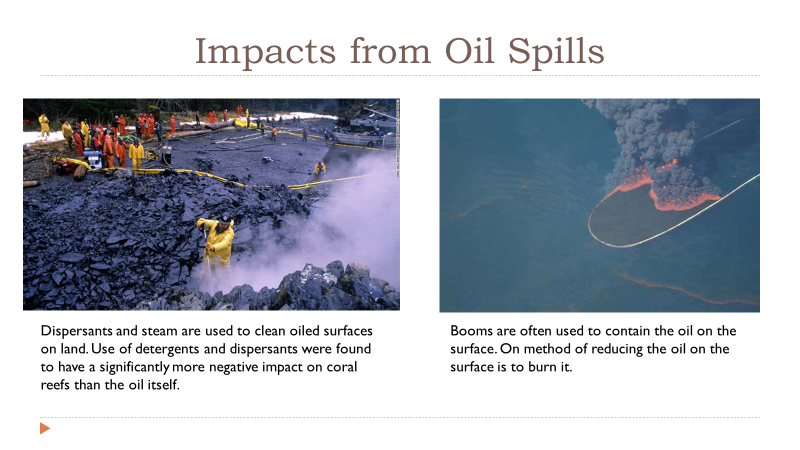 Impacts from Oil Spills
Dispersants and steam are used to clean oiled surfaces
on land. Use of detergents and dispersants were found
to have a significantly more negative impact on coral
reefs than the oil itself.
Booms are often used to contain the oil on the
surface. On method of reducing the oil on the
surface is to burn it.